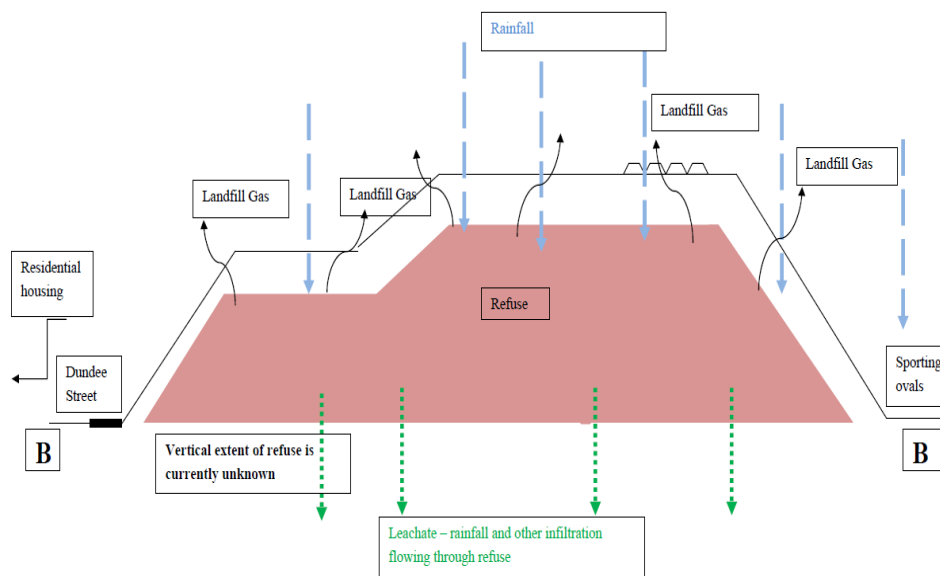 Rainfall
Landfill Gas
Landfill Gas
Landfill Gas
Landfill Gas
Residential
housing
Refuse
Dundee
Street
Sporting
ovals
B
Vertical extent of refuse is
currently unknown
B
Leachate – rainfall and other infiltration
flowing through refuse